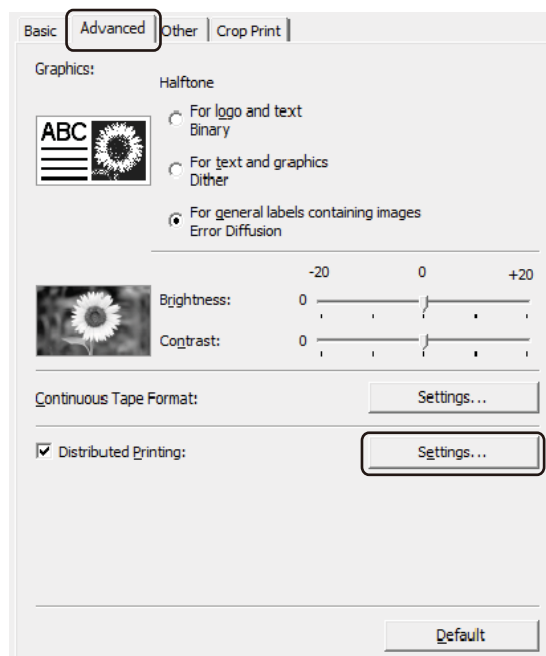 Basic Advanced Other Crop Print
Graphics:
Halftone
ABC
For logo and text
Binary
For text and graphics
Dither
For general labels containing images
Error Diffusion
-20 0 +20
Brightness: 0
Contrast: 0
Continuous Tape Format: Settings...
Distributed Printing: Settings...
Default